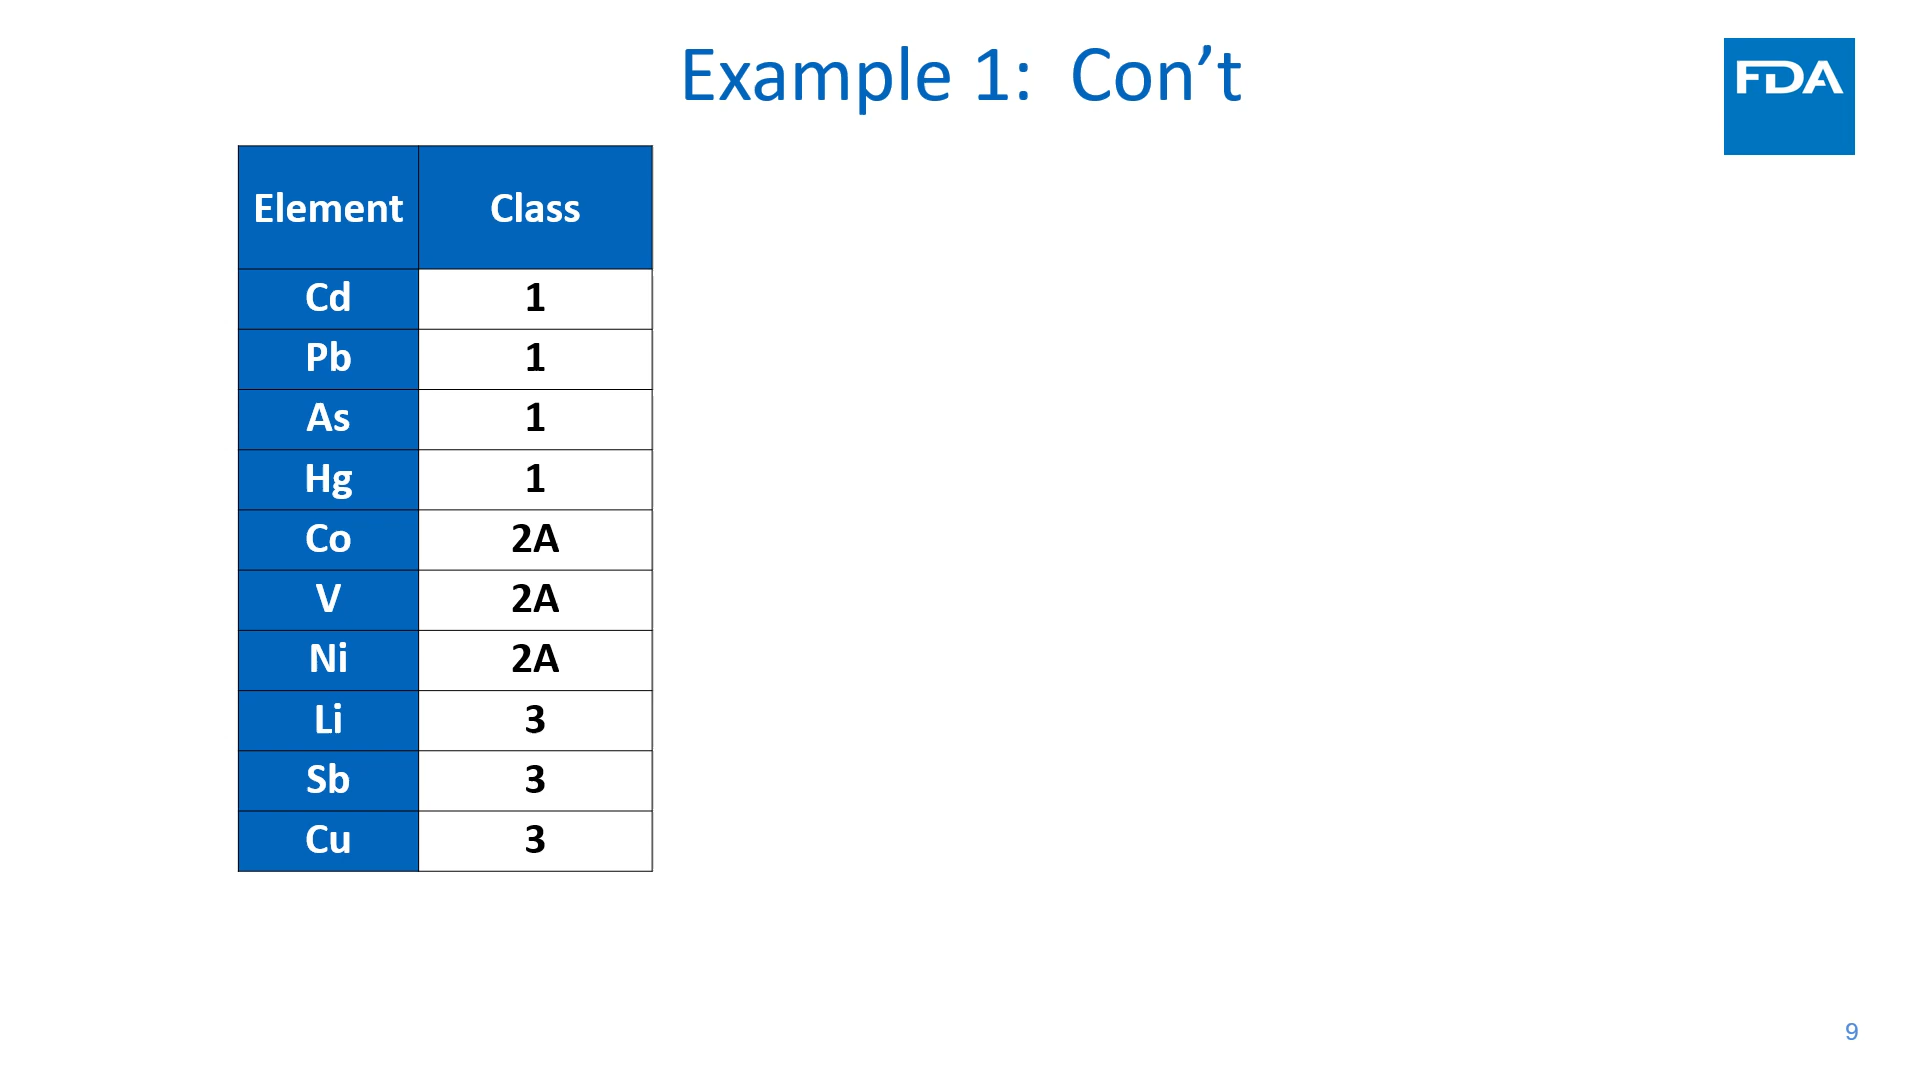 Example 1:  Con’t
FDA
Element Class
Cd 1
Pb 1
As 1
Hg 1
Co 2A
V 2A
Ni 2A
Li 3
Sb 3
Cu 3
9